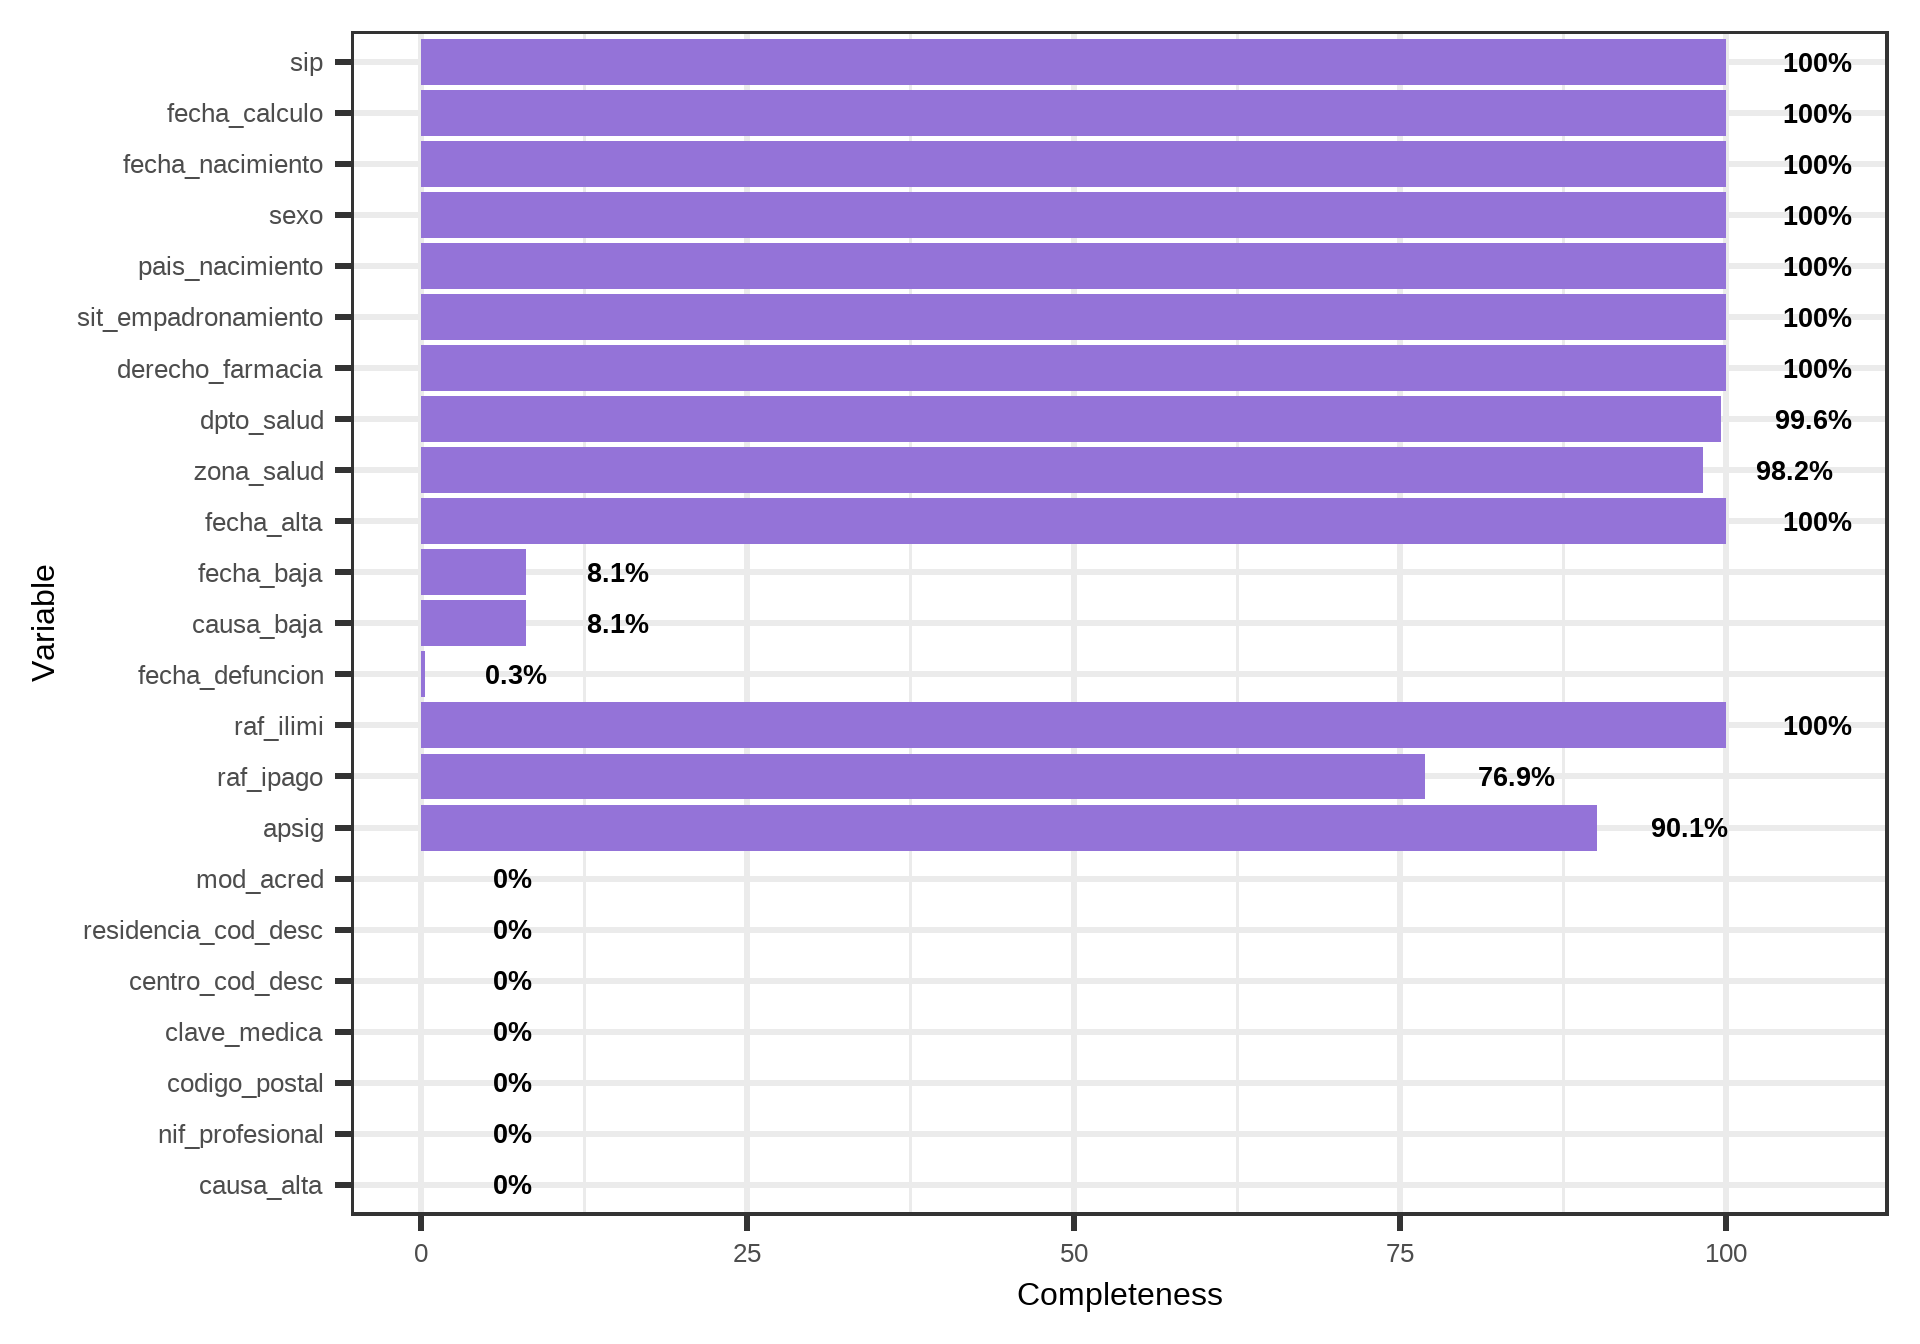 sip 100%
fecha_calculo 100%
fecha_nacimiento 100%
sexo 100%
pais_nacimiento 100%
sit_empadronamiento 100%
derecho_farmacia 100%
dpto_salud 99.6%
zona_salud 98.2%
fecha_alta 100%
fecha_baja 8.1%
causa_baja 8.1%
fecha_defuncion 0.3%
raf_ilimi 100%
raf_ipago 76.9%
apsig 90.1%
mod_acred 0%
residencia_cod_desc 0%
centro_cod_desc 0%
clave_medica 0%
codigo_postal 0%
nif_profesional 0%
causa_alta 0%
Variable
0 25 50 75 100
Completeness